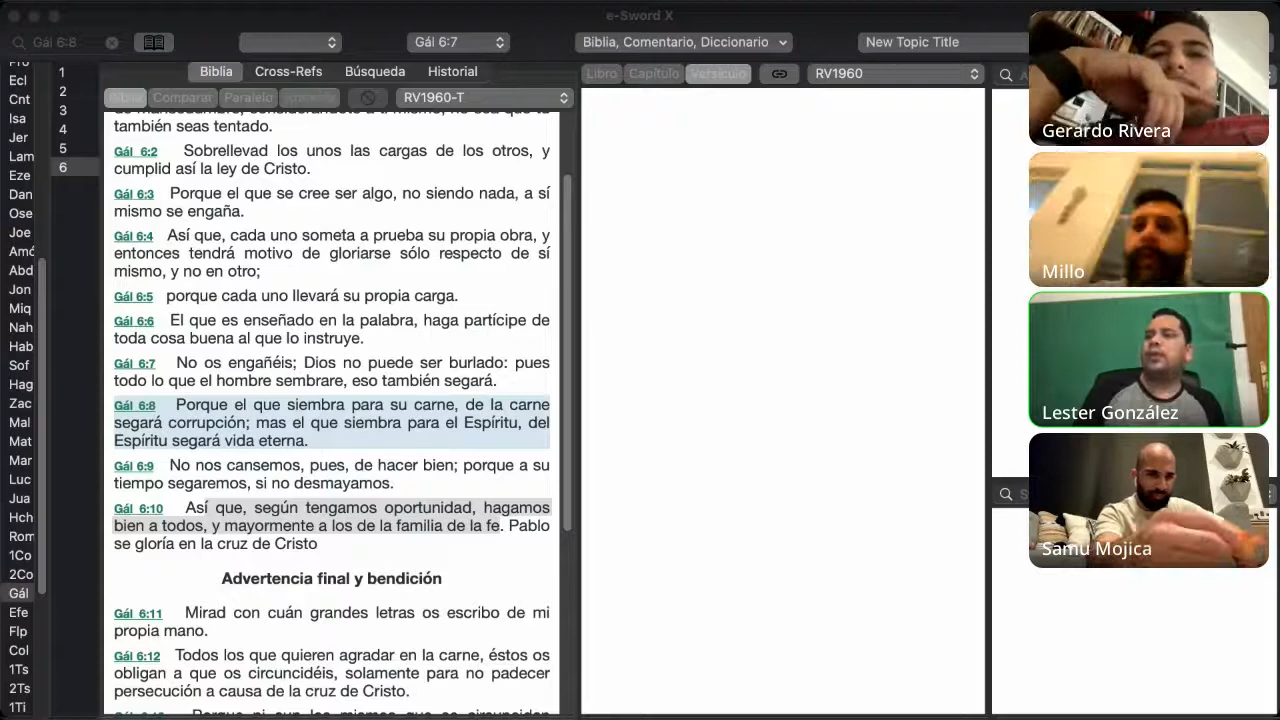 e-Sword X
Gál 6:8
Gál 6:7
Biblia, Comentario, Diccionario
New Topic Title
Biblia
Cross-Refs
Búsqueda
Historial
Libro
Capítulo
Versículo
RV1960
Biblia
Comparar
Paralelo
RV1960-T
1
2
3
4
5
6
Pro
Ecl
Cnt
Isa
Jer
Lam
Eze
Dan
Ose
Joe
Amó
Abd
Jon
Miq
Nah
Hab
Sof
Hag
Zac
Mal
Mat
Mar
Luc
Jua
Hch
Rom
1Co
2Co
Gál
Efe
Flp
Col
1Ts
2Ts
1Ti
también seas tentado.
Gál 6:2 Sobrellevad los unos las cargas de los otros, y
cumplid así la ley de Cristo.
Gál 6:3 Porque el que se cree ser algo, no siendo nada, a sí
mismo se engaña.
Gál 6:4 Así que, cada uno someta a prueba su propia obra, y
entonces tendrá motivo de gloriarse sólo respecto de sí
mismo, y no en otro;
Gál 6:5 porque cada uno llevará su propia carga.
Gál 6:6 El que es enseñado en la palabra, haga partícipe de
toda cosa buena al que lo instruye.
Gál 6:7 No os engañéis; Dios no puede ser burlado: pues
todo lo que el hombre sembrare, eso también segará.
Gál 6:8 Porque el que siembra para su carne, de la carne
segará corrupción; mas el que siembra para el Espíritu, del
Espíritu segará vida eterna.
Gál 6:9 No nos cansemos, pues, de hacer bien; porque a su
tiempo segaremos, si no desmayamos.
Gál 6:10 Así que, según tengamos oportunidad, hagamos
bien a todos, y mayormente a los de la familia de la fe. Pablo
se gloría en la cruz de Cristo
Advertencia final y bendición
Gál 6:11 Mirad con cuán grandes letras os escribo de mi
propia mano.
Gál 6:12 Todos los que quieren agradar en la carne, éstos os
obligan a que os circuncidéis, solamente para no padecer
persecución a causa de la cruz de Cristo.
Gerardo Rivera
Millo
Lester González
Samu Mojica